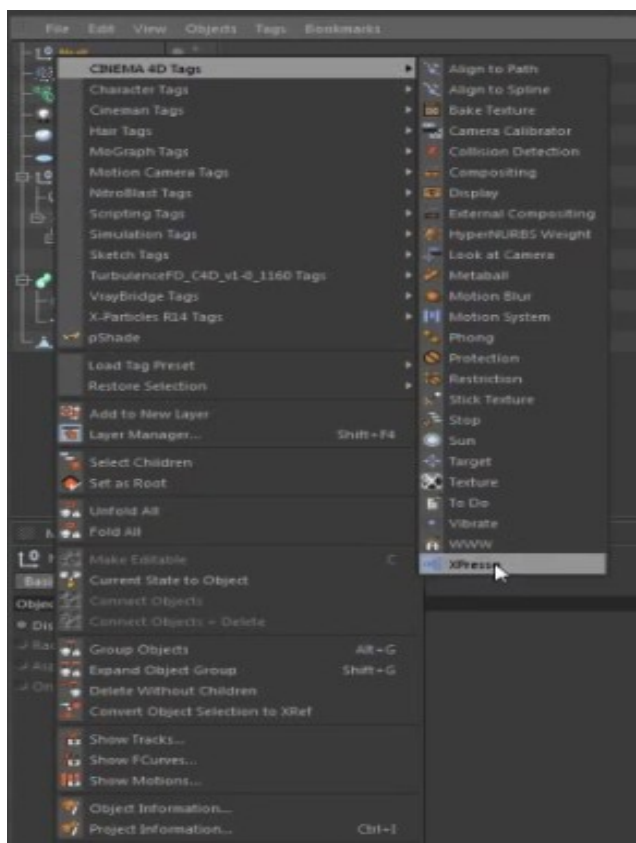 File Edit View Objects Tags Bookmarks
CINEMA 4D Tags
Character Tags
Cineman Tags
Hair Tags
MoGraph Tags
Motion Camera Tags
NitroBlast Tags
Scripting Tags
Simulation Tags
Sketch Tags
TurbulenceFD_C4D_v1-0_1160 Tags
VrayBridge Tags
X-Particles R14 Tags
pShade
Load Tag Preset
Restore Selection
Add to New Layer
Layer Manager... Shift+F4
Select Children
Set as Root
Unfold All
Fold All
Make Editable C
Current State to Object
Connect Objects
Connect Objects + Delete
Group Objects Alt+G
Expand Object Group Shift+G
Delete Without Children
Convert Object Selection to XRef
Show Tracks...
Show FCurves...
Show Motions...
Object Information...
Project Information... Ctrl+I
Align to Path
Align to Spline
Bake Texture
Camera Calibrator
Collision Detection
Compositing
Display
External Compositing
HyperNURBS Weight
Look at Camera
Metaball
Motion Blur
Motion System
Phong
Protection
Restriction
Stick Texture
Stop
Sun
Target
Texture
To Do
Vibrate
WWW
XPresso
Basi
Objec
Dis
On